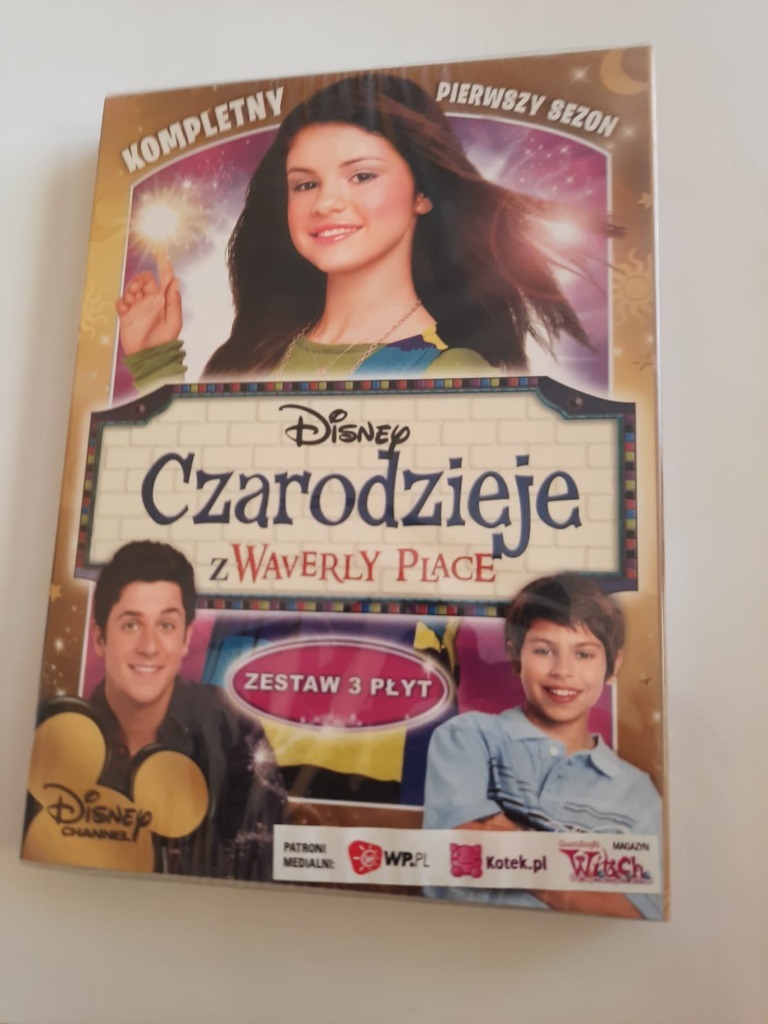 KOMPLETNY
PIERWSZY SEZON
Disney
Czarodzieje
z WAVERLY PLACE
ZESTAW 3 PŁYT
Disney
CHANNEL
PATRONI
MEDIALNI:
WP.PL
Kotek.pl
MAGAZYN
Witch